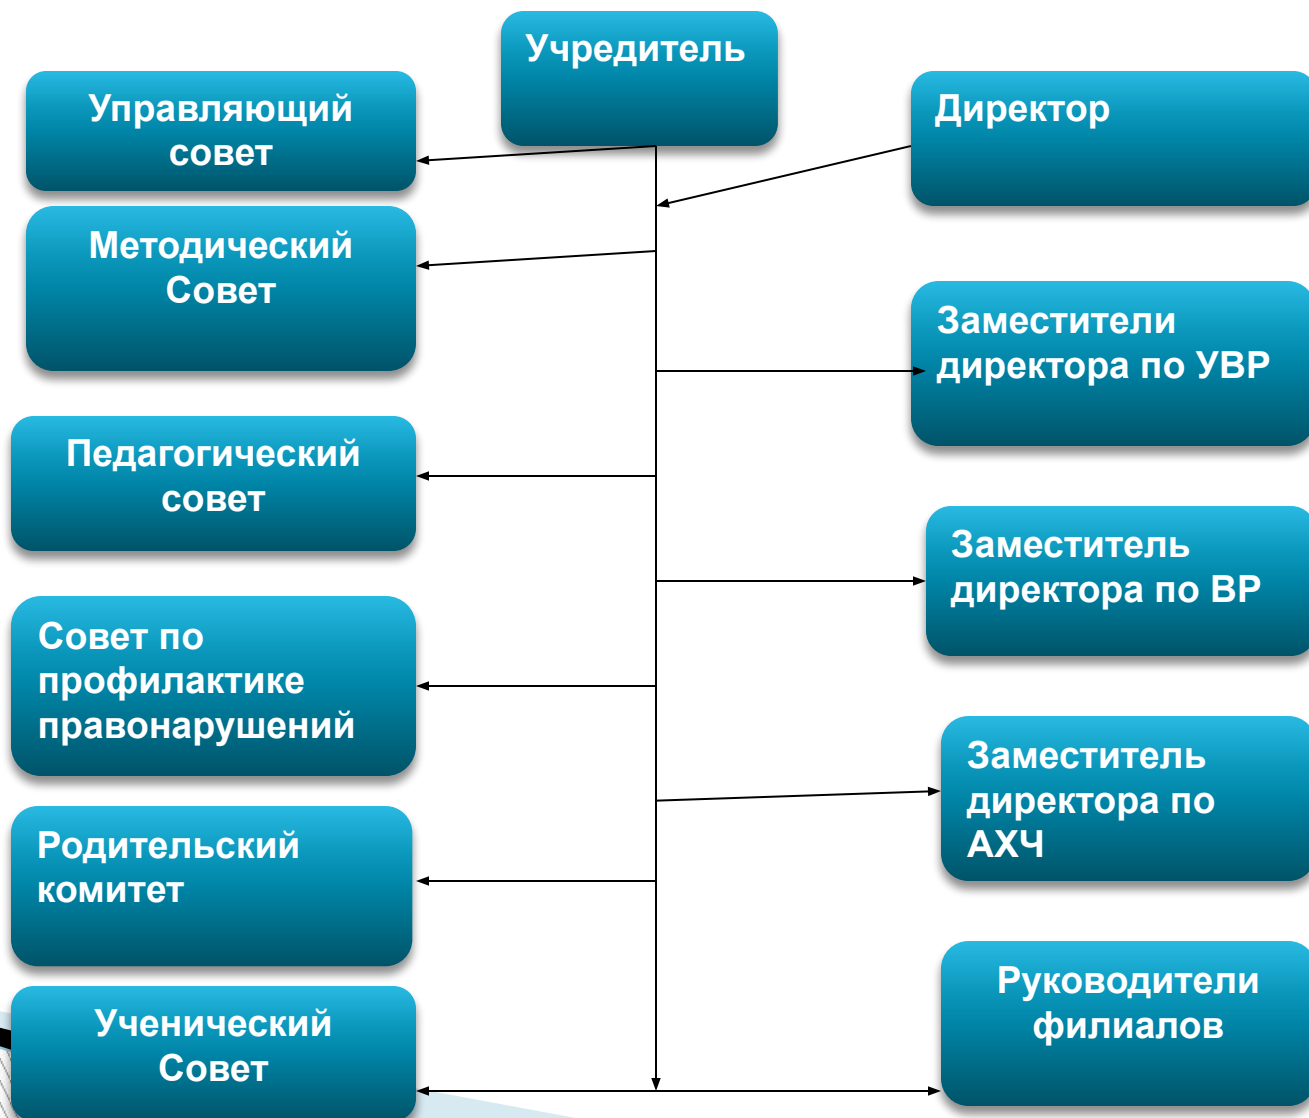 Учредитель
Управляющий
совет
Директор
Методический
Совет
Заместители
директора по УВР
Педагогический
совет
Заместитель
директора по ВР
Совет по
профилактике
правонарушений
Заместитель
директора по
АХЧ
Родительский
комитет
Руководители
филиалов
Ученический
Совет